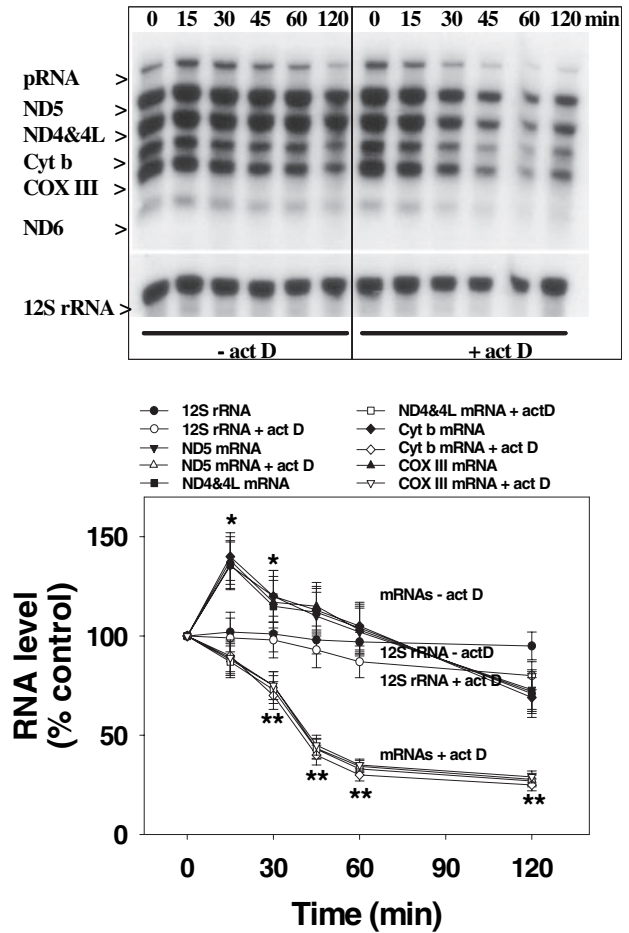 0 15 30 45 60 120 0 15 30 45 60 120 min
pRNA >
ND5 >
ND4&4L >
Cyt b >
COX III >
ND6 >
12S rRNA >
- act D + act D
12S rRNA
12S rRNA + act D
ND5 mRNA
ND5 mRNA + act D
ND4&4L mRNA
ND4&4L mRNA + actD
Cyt b mRNA
Cyt b mRNA + act D
COX III mRNA
COX III mRNA + act D
RNA level
(% control)
150
100
50
0
*
*
mRNAs - act D
12S rRNA - actD
12S rRNA + act D
mRNAs + act D
**
**
**
**
0 30 60 90 120
Time (min)